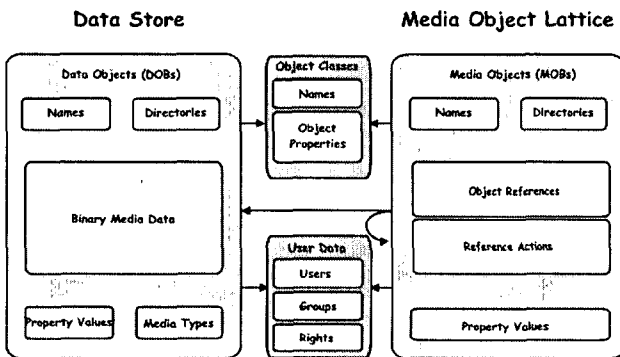 Data Store
Media Object Lattice
Data Objects (DOBs)
Names
Directories
Binary Media Data
Property Values
Media Types
Object Classes
Names
Object
Properties
User Data
Users
Groups
Rights
Media Objects (MOBs)
Names
Directories
Object References
Reference Actions
Property Values